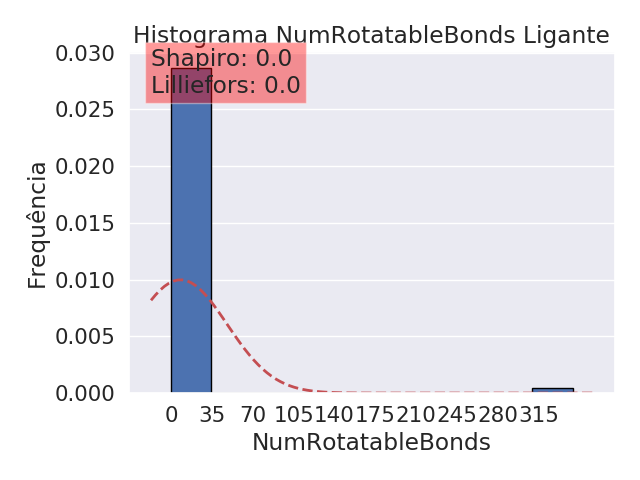 Histograma NumRotatableBonds Ligante
Shapiro: 0.0
Lilliefors: 0.0
0.030
0.025
0.020
0.015
0.010
0.005
0.000
Frequência
0 35 70 105 140 175 210 245 280 315
NumRotatableBonds